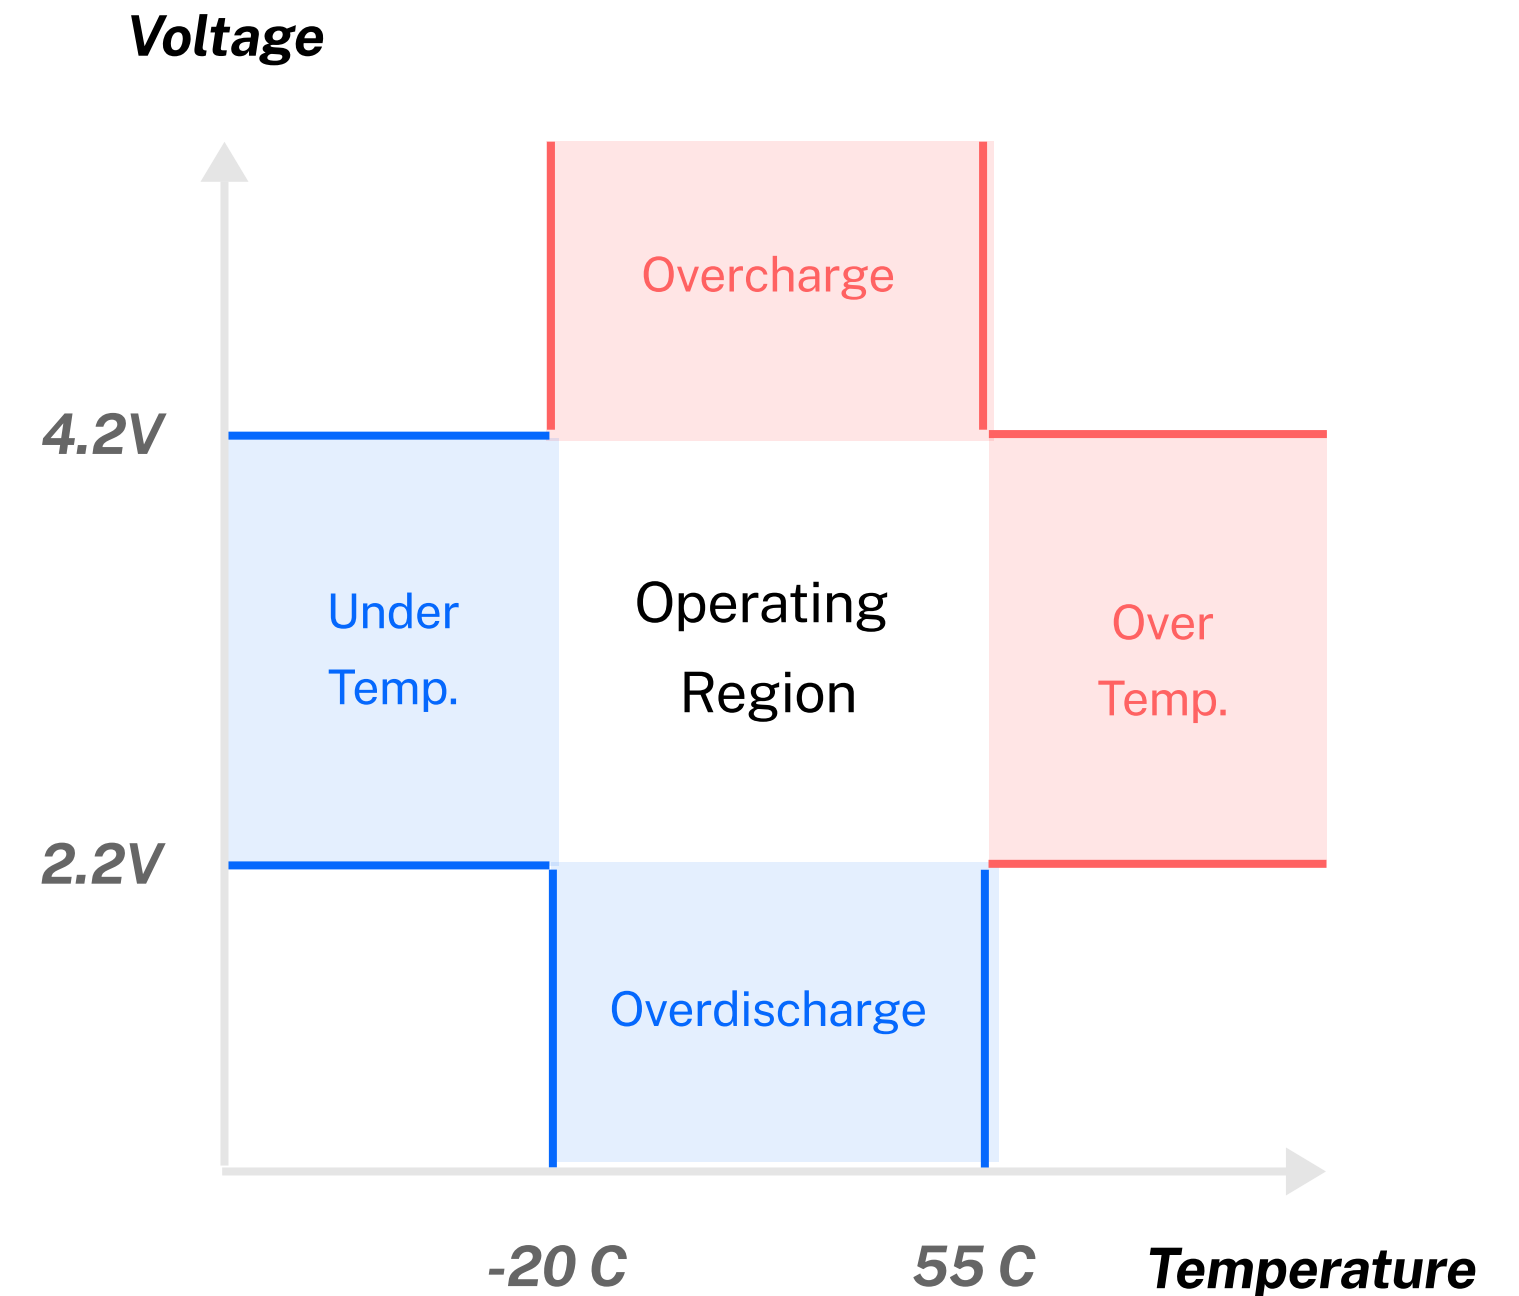 Voltage
Overcharge
4.2V
Under
Temp.
Operating
Region
Over
Temp.
2.2V
Overdischarge
-20 C
55 C
Temperature